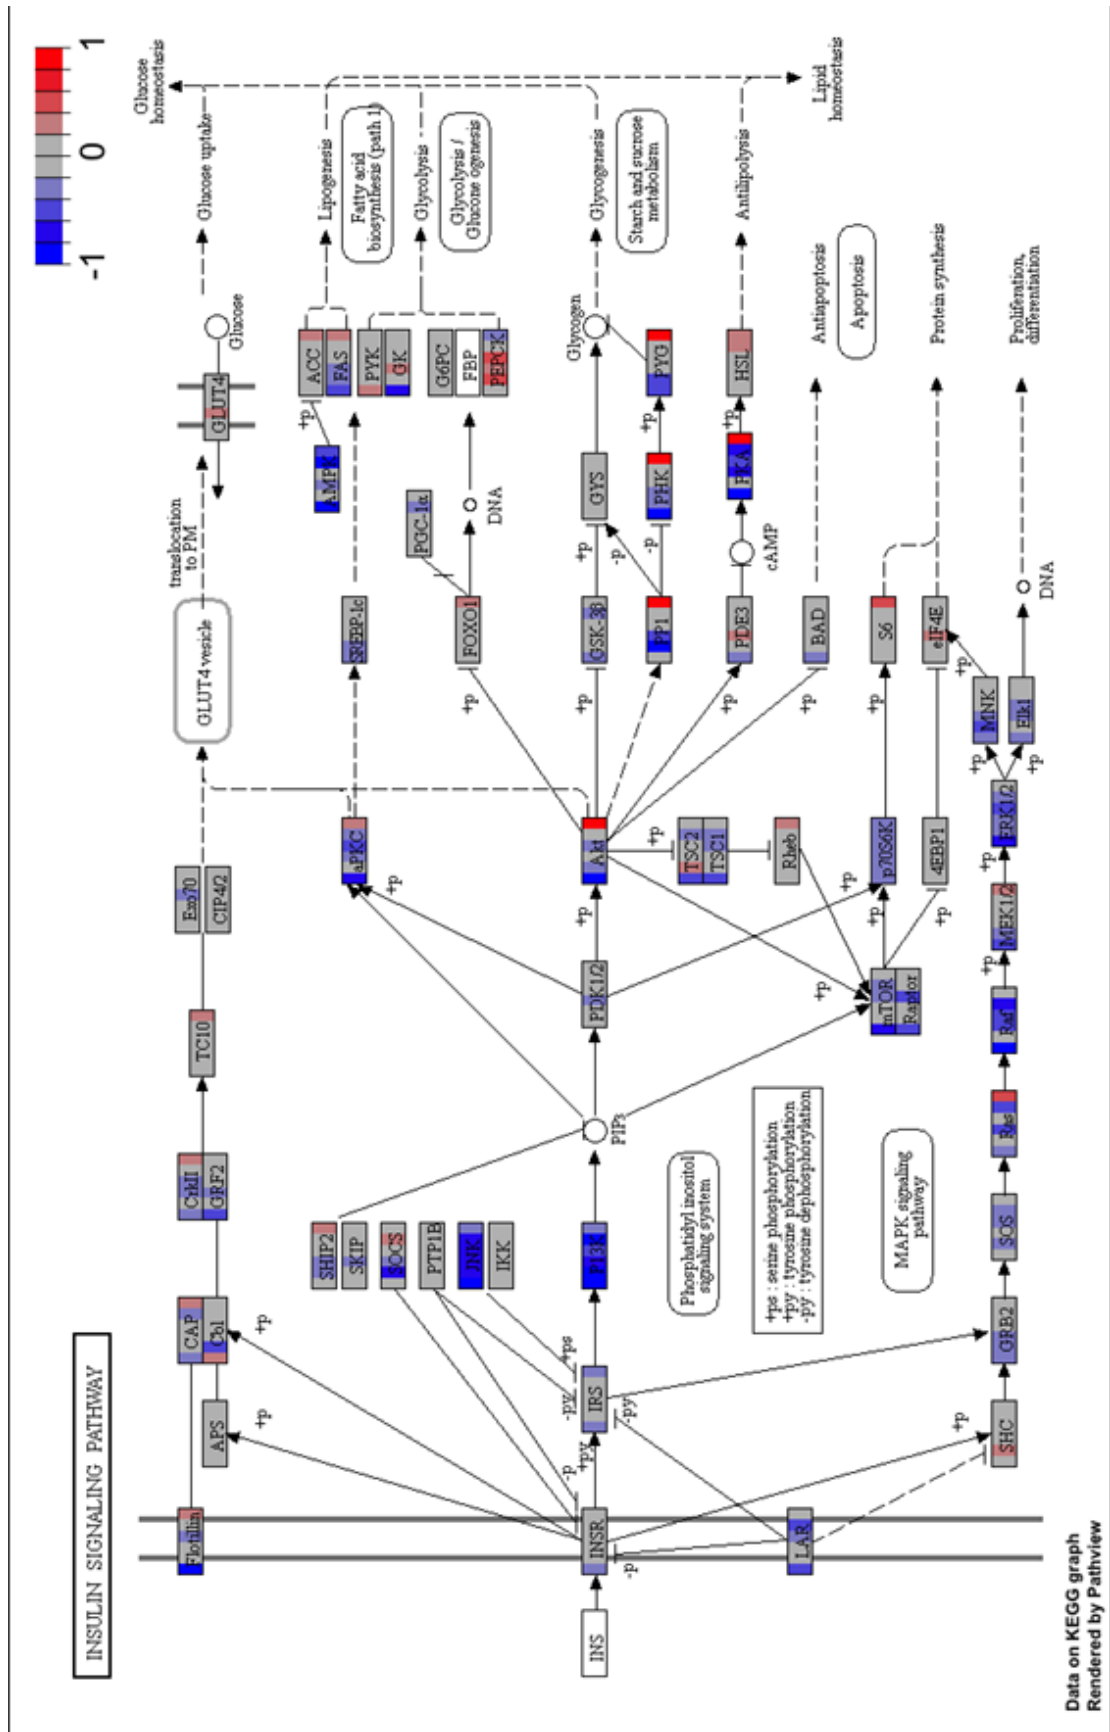 INSULIN SIGNALING PATHWAY
-1
0
1
Flotillin
CAP
Cbl
APS
CrkII
GRF2
TC10
Exo70
CIP4/2
GLUT4 vesicle
translocation
to PM
GLUT4
Glucose
Glucose uptake
Glucose
homeostasis
+p
+p
SHIP2
SKIP
SOCS
PTP1B
JNK
IKK
aPKC
+p
SREBP-1c
AMPK
+p
ACC
FAS
Lipogenesis
Fatty acid
biosynthesis (path 1)
PYK
GK
Glycolysis
Glycolysis /
Glucone ogenesis
G6PC
FBP
PEPCK
PGC-1α
FOXO1
+p
DNA
INS
INSR
-p
+py
-py
+ps
IRS
-py
-p
PI3K
PIP3
PDK1/2
+p
Akt
+p
GSK-3β
+p
GYS
Glycogen
Glycogenesis
Starch and sucrose
metabolism
PP1
-p
-p
PHK
+p
PYG
+p
PDE3
cAMP
PKA
+p
HSL
Antilipolysis
Lipid
homeostasis
+p
BAD
Antiapoptosis
Apoptosis
LAR
Phosphatidyl inositol
signaling system
+ps : serine phosphorylation
+py : tyrosine phosphorylation
-py : tyrosine dephosphorylation
+p
TSC2
TSC1
Rheb
+p
mTOR
Raptor
+p
+p
+p
p70S6K
+p
S6
4EBP1
eIF4E
Protein synthesis
MAPK signaling
pathway
+p
SHC
GRB2
SOS
Ras
Raf
+p
MEK1/2
+p
ERK1/2
+p
+p
MNK
+p
Elk1
DNA
Proliferation,
differentiation
Data on KEGG graph
Rendered by Pathview